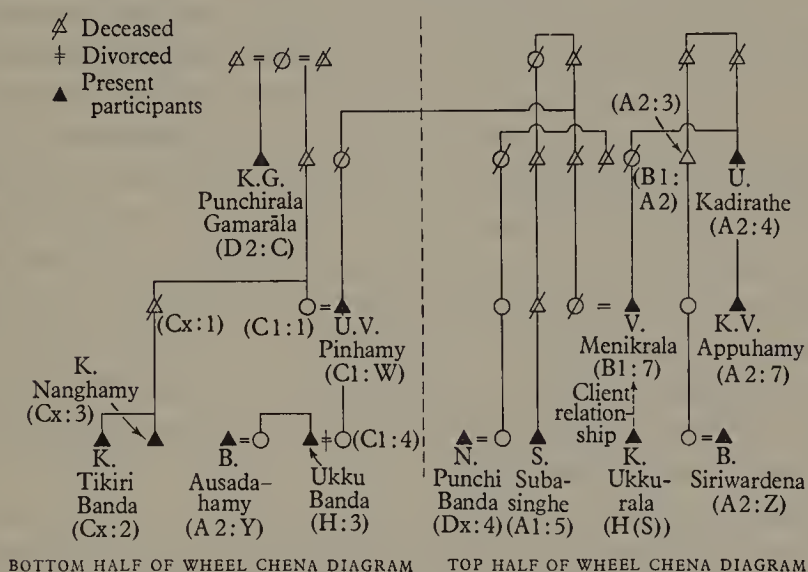 Deceased
Divorced
Present
participants
K.G.
Punchirala
Gamarāla
(D2:C)
(Cx:1)
(C1:1)
U.V.
Pinhamy
(C1:W)
K.
Nanghamy
(Cx:3)
K.
Tikiri
Banda
(Cx:2)
B.
Ausada-
hamy
(A2:Y)
Ukku
Banda
(H:3)
(C1:4)
(A2:3)
(B1:
A2)
U.
Kadirathe
(A2:4)
V.
Menikrala
(B1:7)
K.V.
Appuhamy
(A2:7)
Client
relation-
ship
N.
Punchi
Banda
(Dx:4)
S.
Suba-
singhe
(A1:5)
K.
Ukku-
rala
(H(S))
B.
Siriwardena
(A2:Z)
BOTTOM HALF OF WHEEL CHENA DIAGRAM
TOP HALF OF WHEEL CHENA DIAGRAM